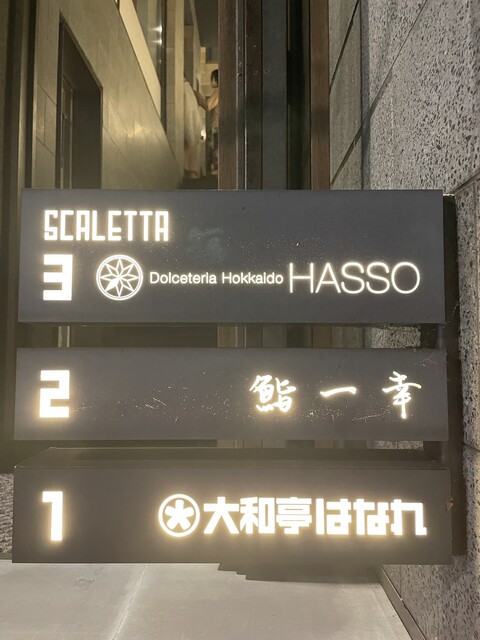 SCALETTA
3 Dolceteria Hokkaido HASSO
2 鮨 一 幸
1 大和亭はなれ